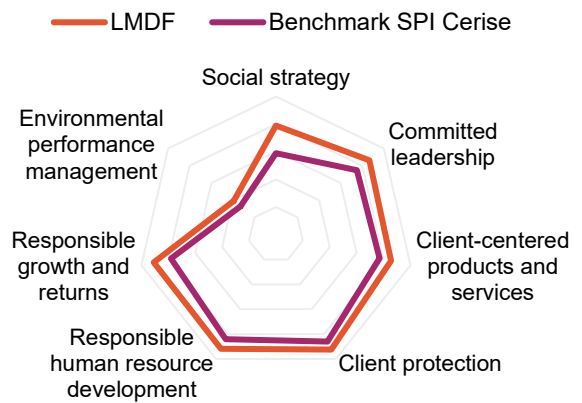 LMDF
Benchmark SPI Cerise
Social strategy
Environmental
performance
management
Committed
leadership
Responsible
growth and
returns
Client-centered
products and
services
Responsible
human resource
development
Client protection